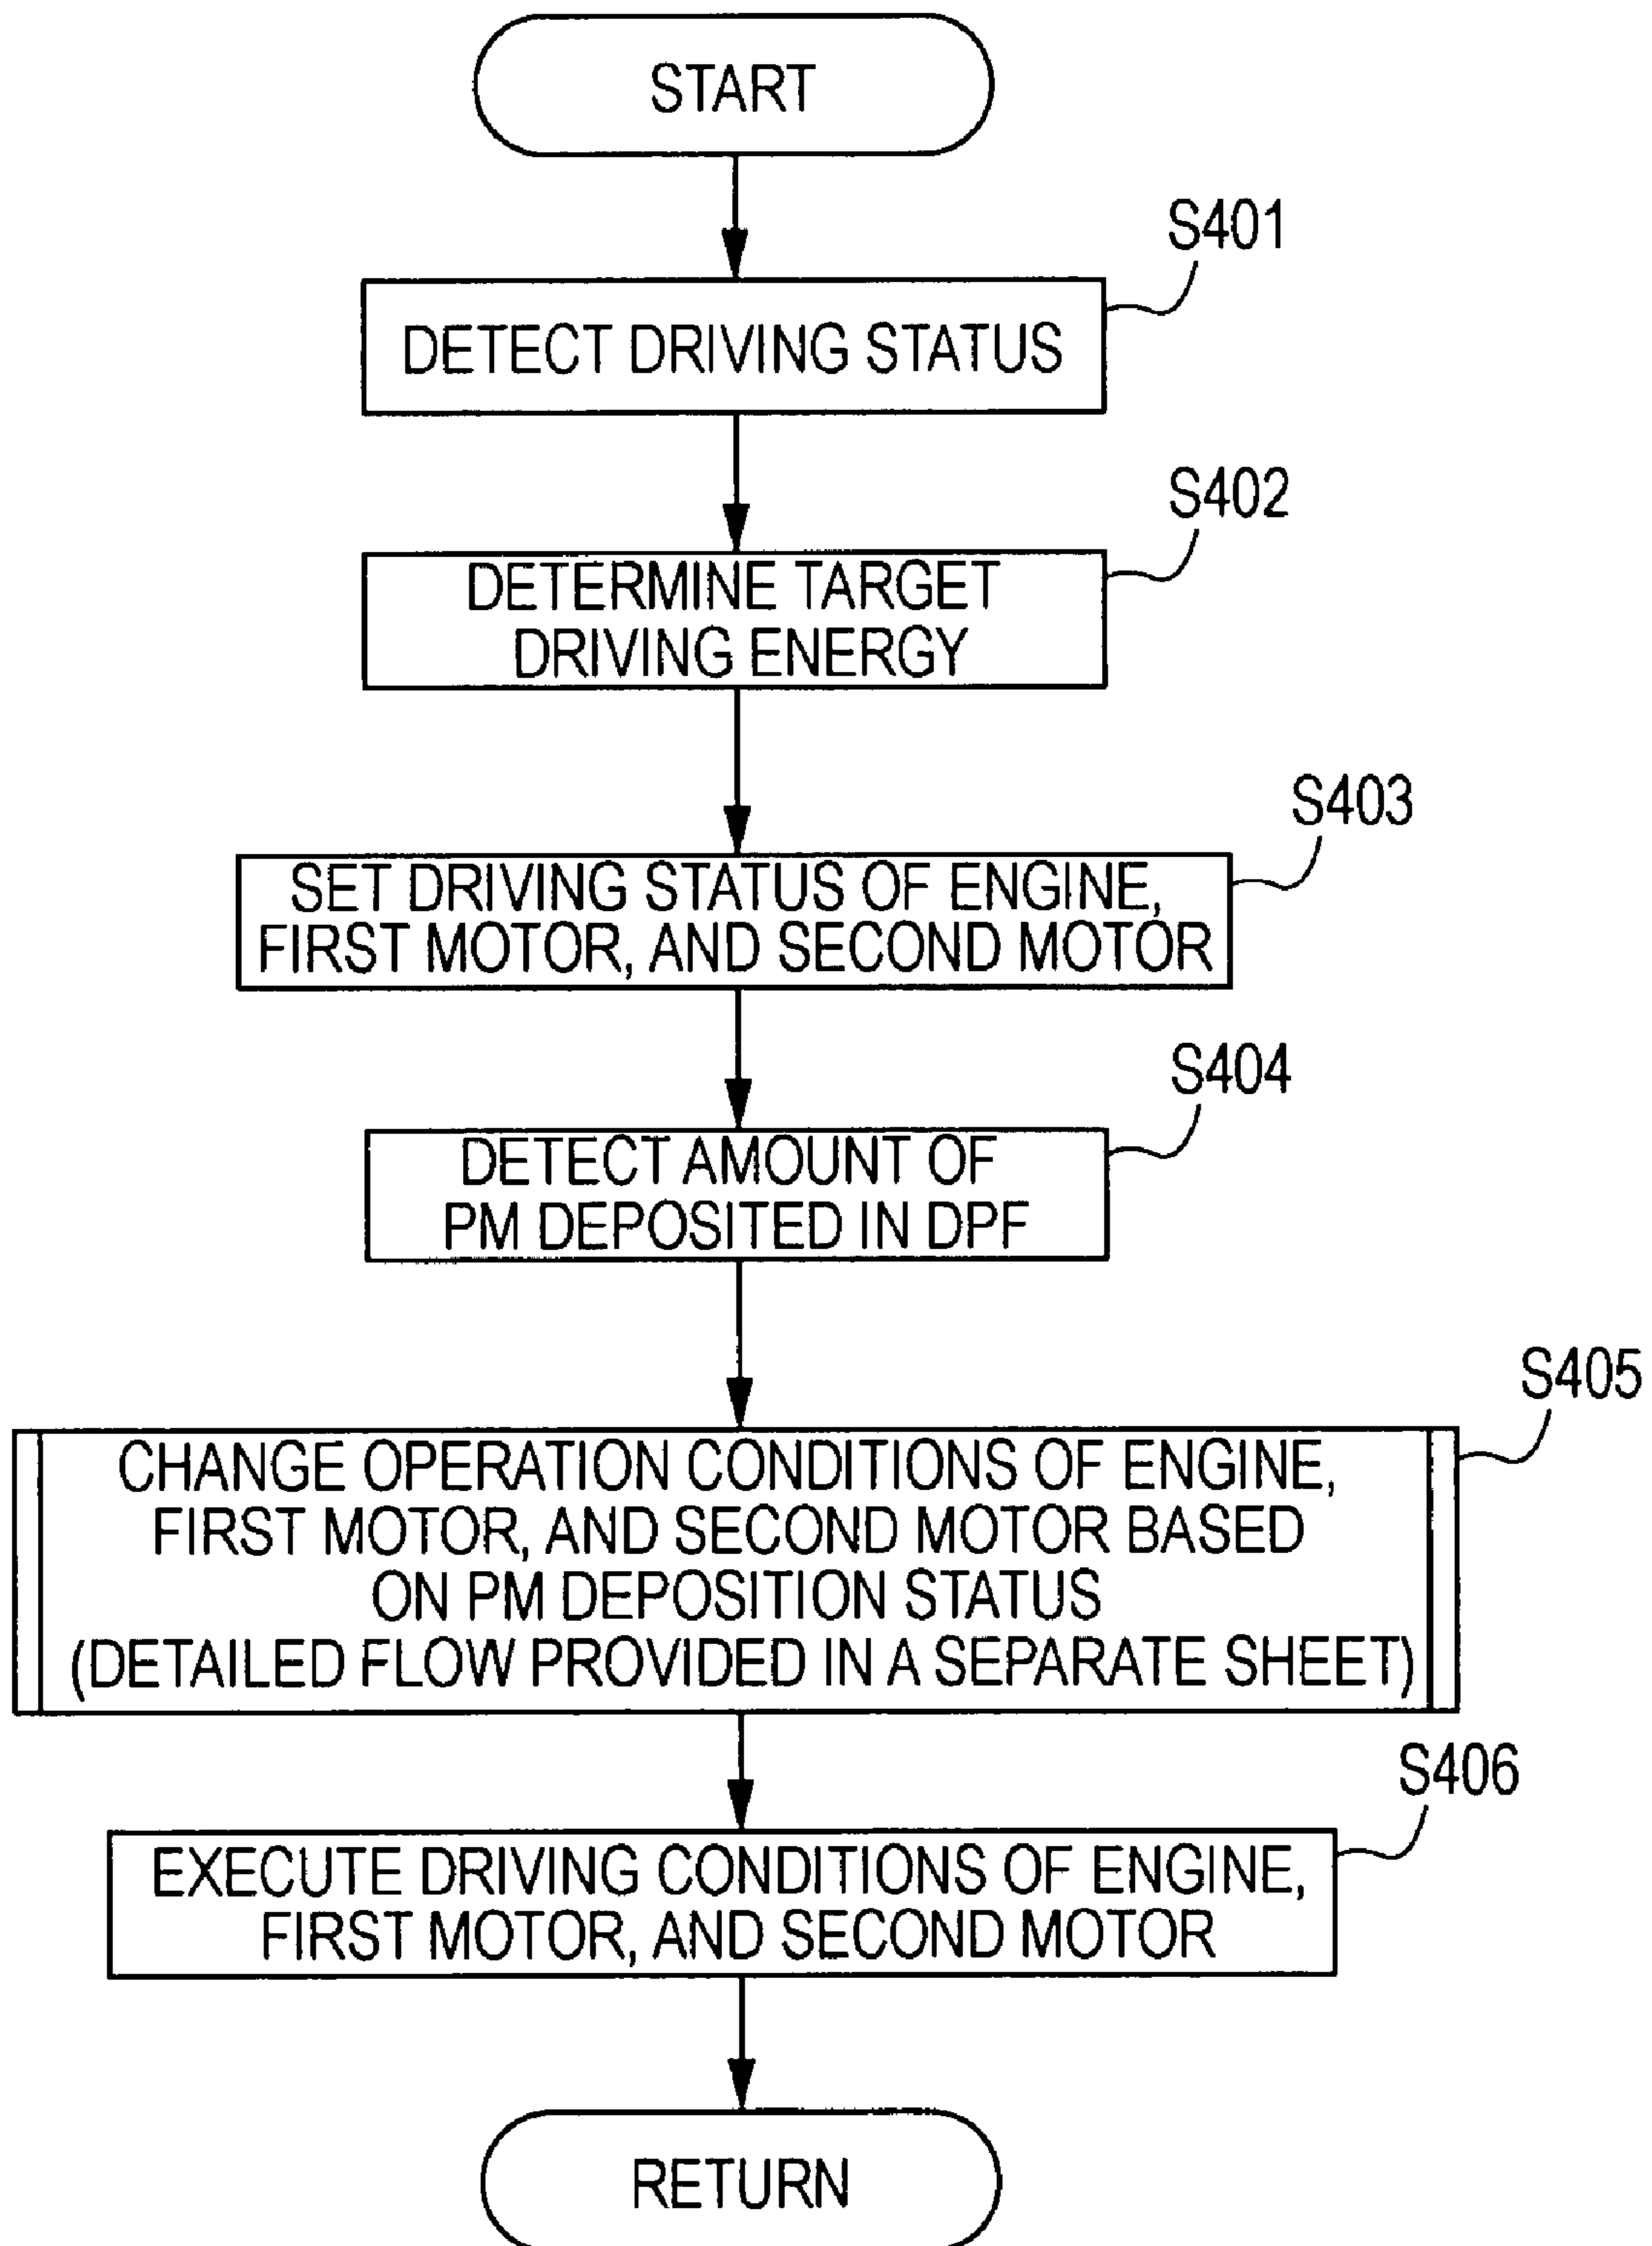 START
S401
DETECT DRIVING STATUS
S402
DETERMINE TARGET
DRIVING ENERGY
S403
SET DRIVING STATUS OF ENGINE,
FIRST MOTOR, AND SECOND MOTOR
S404
DETECT AMOUNT OF
PM DEPOSITED IN DPF
S405
CHANGE OPERATION CONDITIONS OF ENGINE,
FIRST MOTOR, AND SECOND MOTOR BASED
ON PM DEPOSITION STATUS
(DETAILED FLOW PROVIDED IN A SEPARATE SHEET)
S406
EXECUTE DRIVING CONDITIONS OF ENGINE,
FIRST MOTOR, AND SECOND MOTOR
RETURN